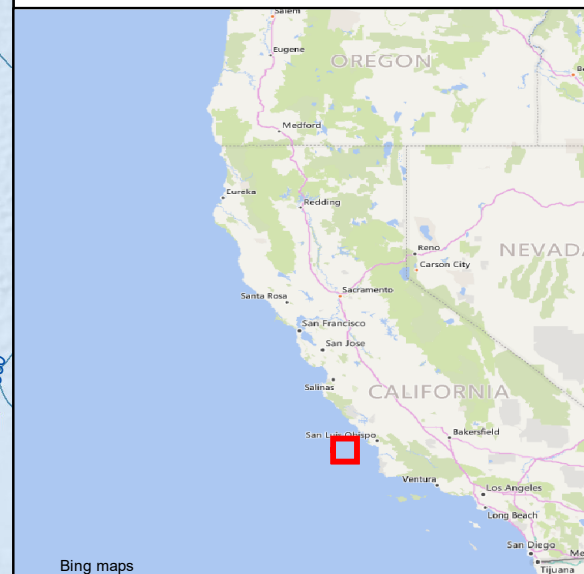 Salem
Eugene
OREGON
Medford
Eureka
Redding
Reno
NEVADA
Carson City
Santa Rosa
Sacramento
San Francisco
San Jose
Salinas
CALIFORNIA
San Luis Obispo
Bakersfield
Ventura
Los Angeles
Long Beach
San Diego
Me
Tijuana
Bing maps